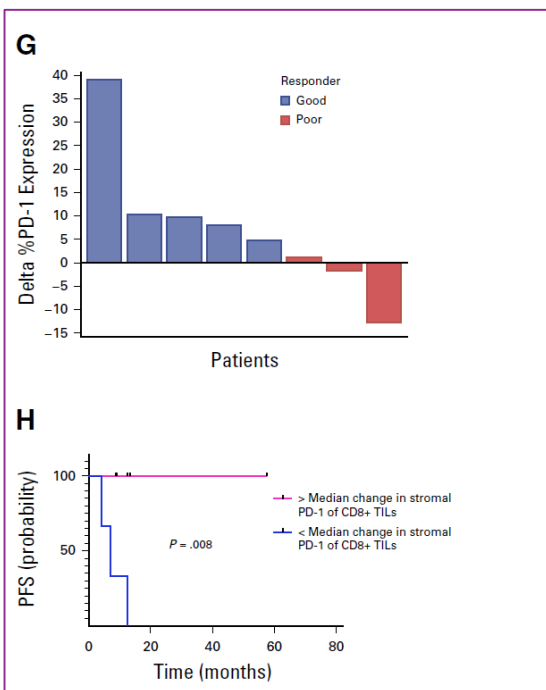 G
Delta %PD-1 Expression
40
35
30
25
20
15
10
5
0
−5
−10
−15
Responder
Good
Poor
Patients
H
PFS (probability)
100
50
P = .008
> Median change in stromal
PD-1 of CD8+ TILs
< Median change in stromal
PD-1 of CD8+ TILs
0 20 40 60 80
Time (months)